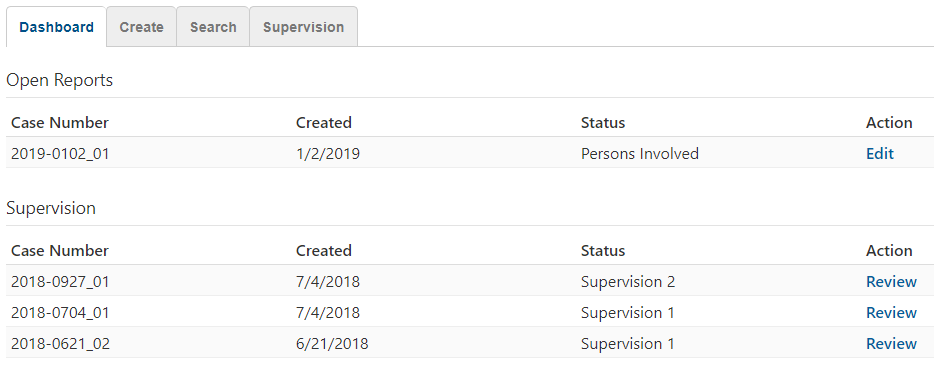 Dashboard Create Search Supervision
Open Reports
Case Number Created Status Action
2019-0102_01 1/2/2019 Persons Involved Edit
Supervision
Case Number Created Status Action
2018-0927_01 7/4/2018 Supervision 2 Review
2018-0704_01 7/4/2018 Supervision 1 Review
2018-0621_02 6/21/2018 Supervision 1 Review